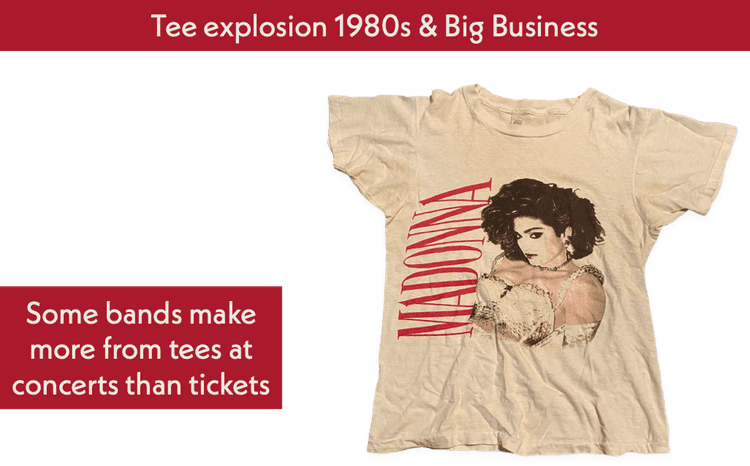 Tee explosion 1980s & Big Business
MADONNA
Some bands make
more from tees at
concerts than tickets